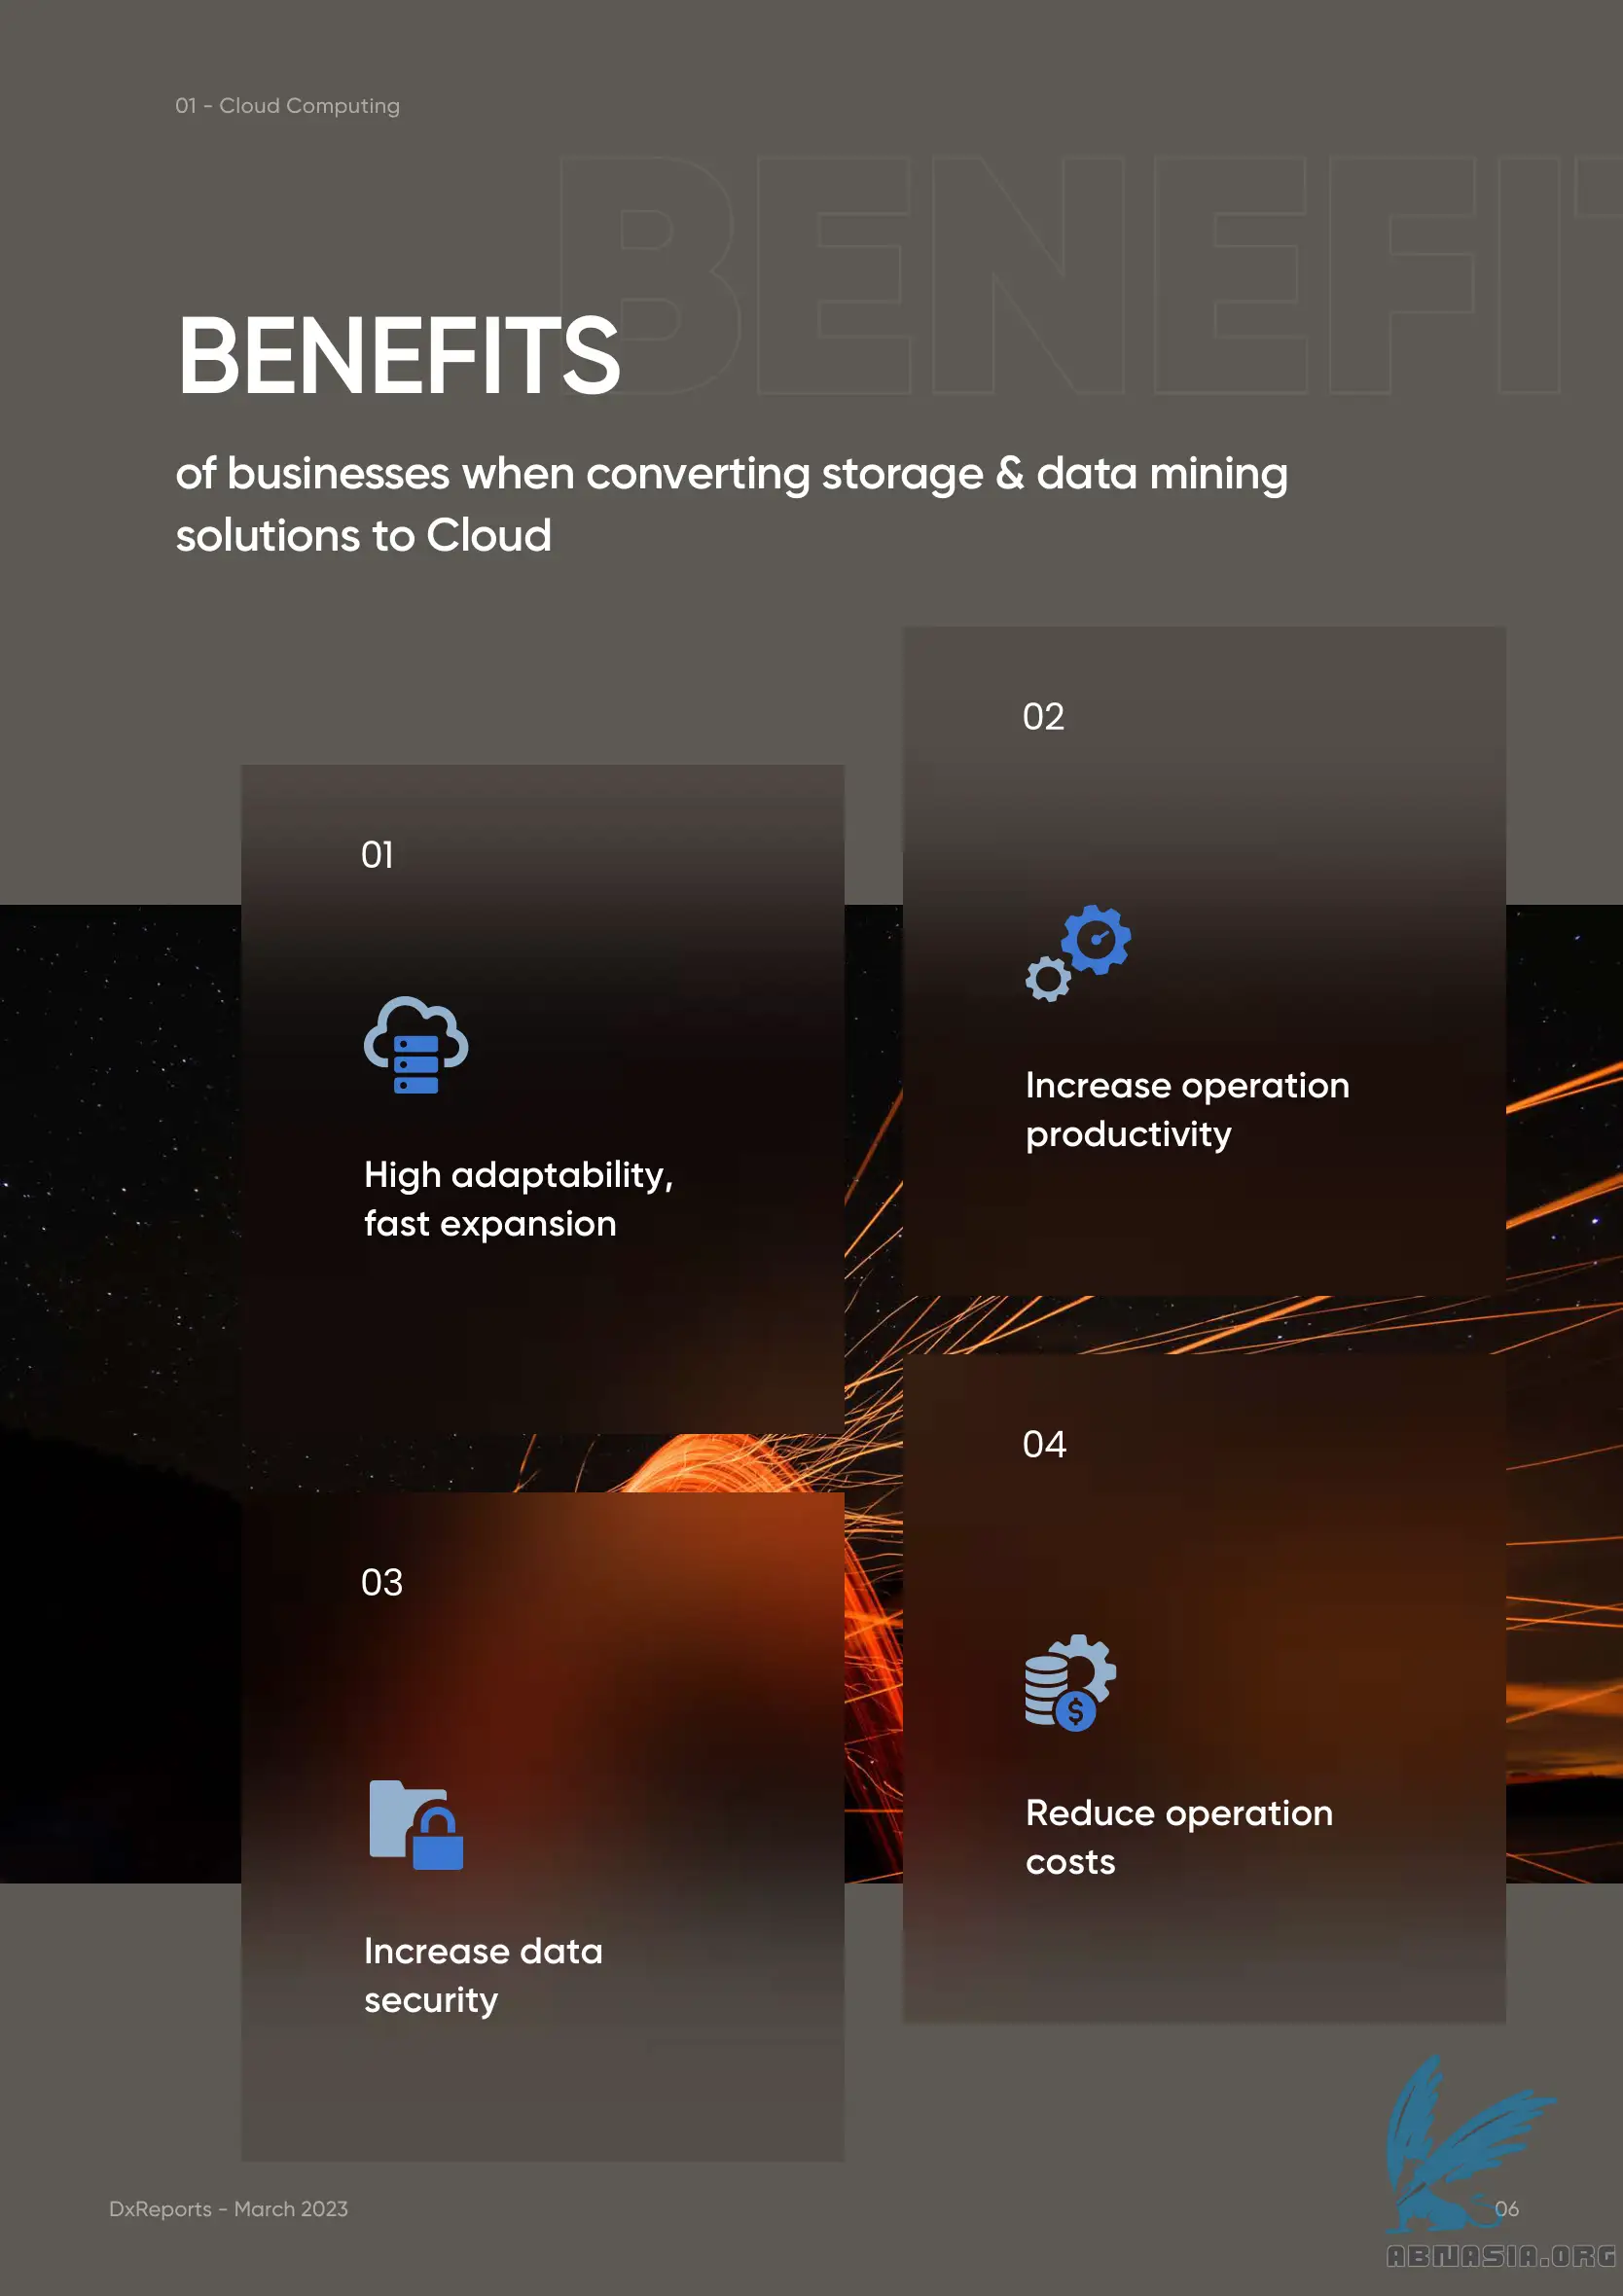 01 - Cloud Computing
BENEFIT
BENEFITS
of businesses when converting storage & data mining
solutions to Cloud
01
High adaptability,
fast expansion
02
Increase operation
productivity
03
Increase data
security
04
$
Reduce operation
costs
DxReports - March 2023
06
ABNASIA.ORG